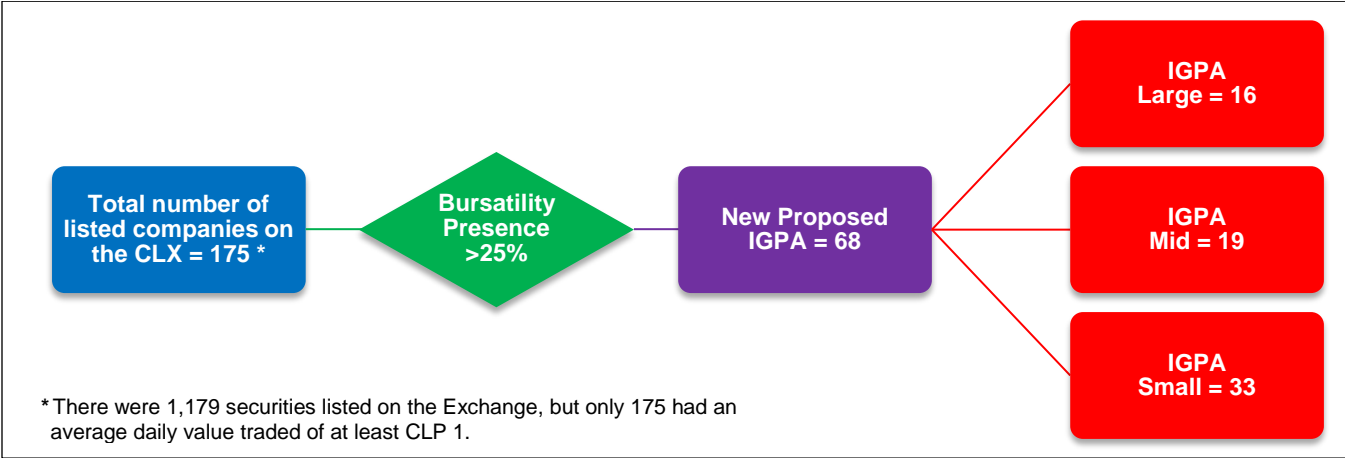 Total number of
listed companies on
the CLX = 175 *
Bursatility
Presence
>25%
New Proposed
IGPA = 68
IGPA
Large = 16
IGPA
Mid = 19
IGPA
Small = 33
* There were 1,179 securities listed on the Exchange, but only 175 had an
average daily value traded of at least CLP 1.